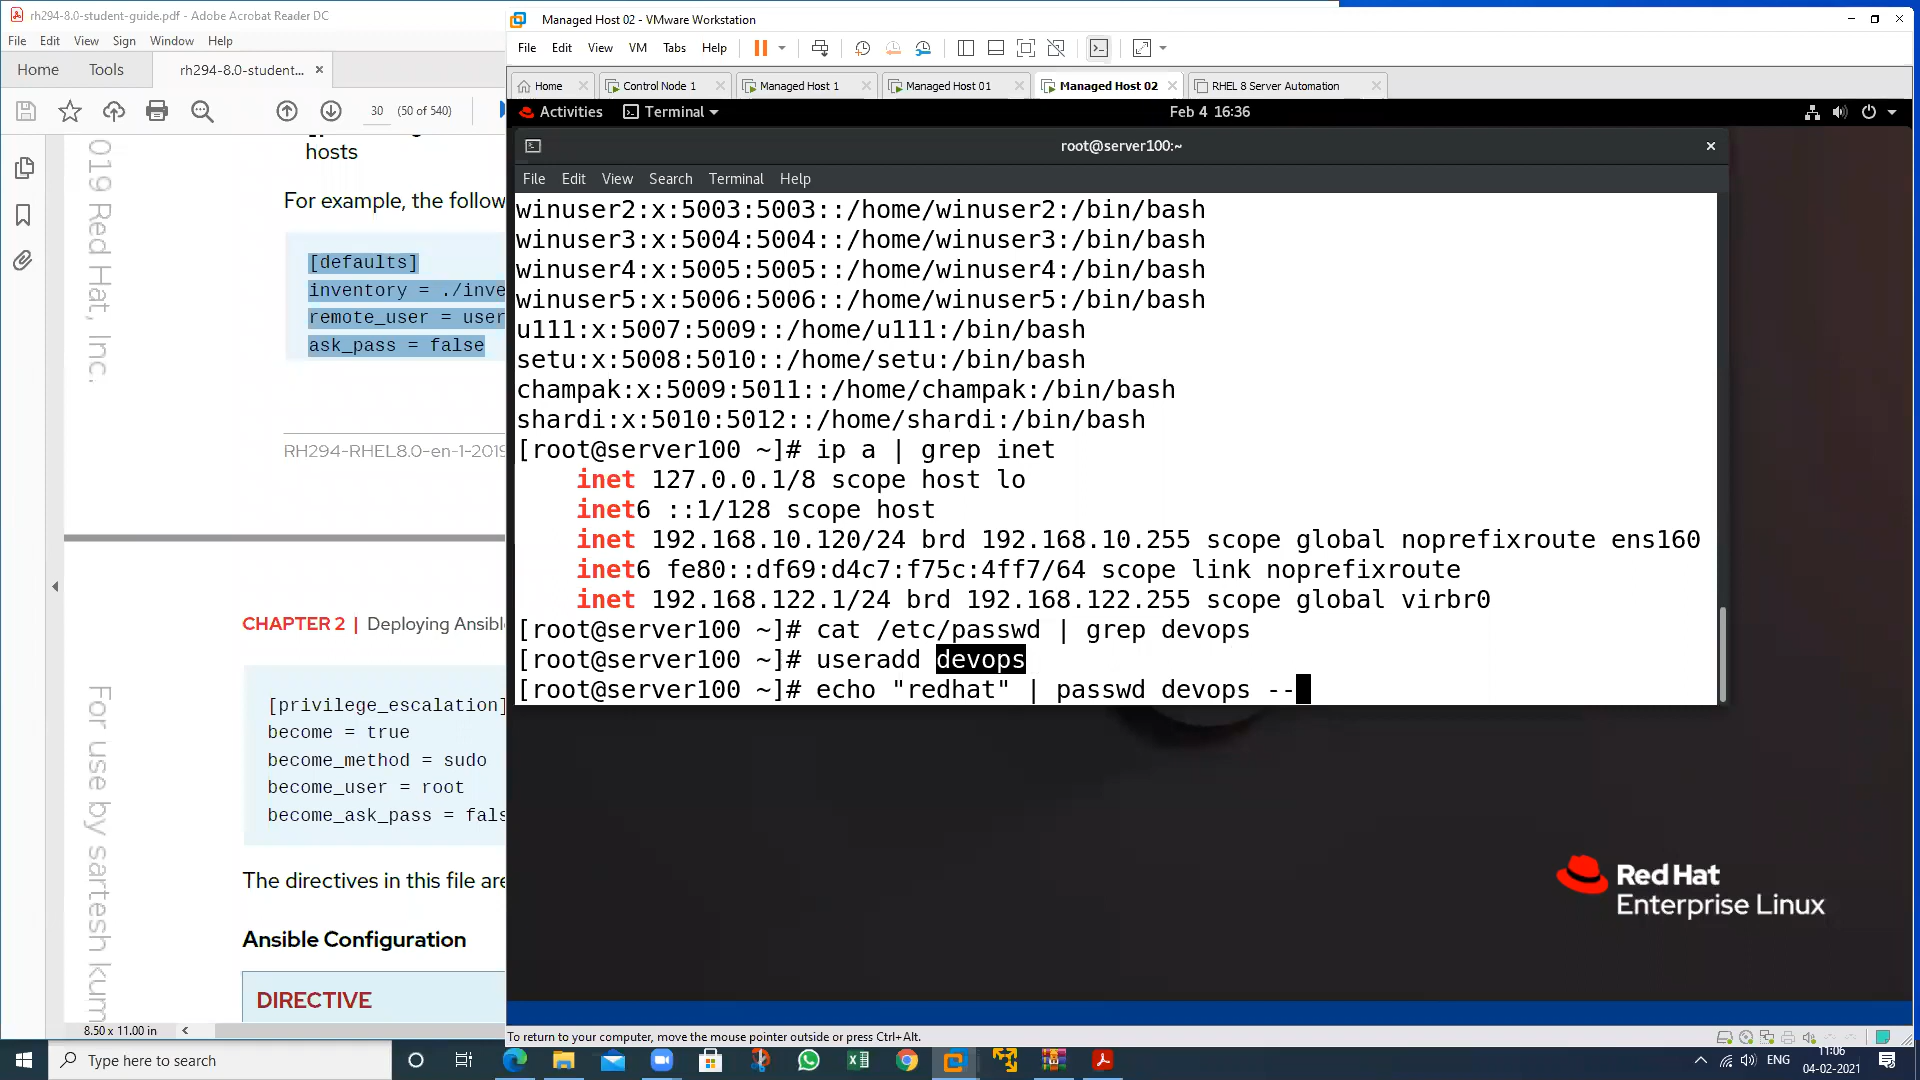 rh294-8.0-student-guide.pdf - Adobe Acrobat Reader DC
File Edit View Sign Window Help
Home Tools rh294-8.0-student... ×
30 (50 of 540)
hosts
For example, the follow
[defaults]
inventory = ./inve
remote_user = user
ask_pass = false
RH294-RHEL8.0-en-1-2019
019 Red Hat, Inc.
CHAPTER 2 | Deploying Ansibl
[privilege_escalation]
become = true
become_method = sudo
become_user = root
become_ask_pass = fals
The directives in this file are
Ansible Configuration
DIRECTIVE
For use by sartesh kum
8.50 x 11.00 in
Managed Host 02 - VMware Workstation
File Edit View VM Tabs Help
Home Control Node 1 Managed Host 1 Managed Host 01 Managed Host 02 RHEL 8 Server Automation
Activities Terminal Feb 4 16:36
root@server100:~
File Edit View Search Terminal Help
winuser2:x:5003:5003::/home/winuser2:/bin/bash
winuser3:x:5004:5004::/home/winuser3:/bin/bash
winuser4:x:5005:5005::/home/winuser4:/bin/bash
winuser5:x:5006:5006::/home/winuser5:/bin/bash
u111:x:5007:5009::/home/u111:/bin/bash
setu:x:5008:5010::/home/setu:/bin/bash
champak:x:5009:5011::/home/champak:/bin/bash
shardi:x:5010:5012::/home/shardi:/bin/bash
[root@server100 ~]# ip a | grep inet
inet 127.0.0.1/8 scope host lo
inet6 ::1/128 scope host
inet 192.168.10.120/24 brd 192.168.10.255 scope global noprefixroute ens160
inet6 fe80::df69:d4c7:f75c:4ff7/64 scope link noprefixroute
inet 192.168.122.1/24 brd 192.168.122.255 scope global virbr0
[root@server100 ~]# cat /etc/passwd | grep devops
[root@server100 ~]# useradd devops
[root@server100 ~]# echo "redhat" | passwd devops --
Red Hat
Enterprise Linux
To return to your computer, move the mouse pointer outside or press Ctrl+Alt.
Type here to search
ENG
11:06
04-02-2021